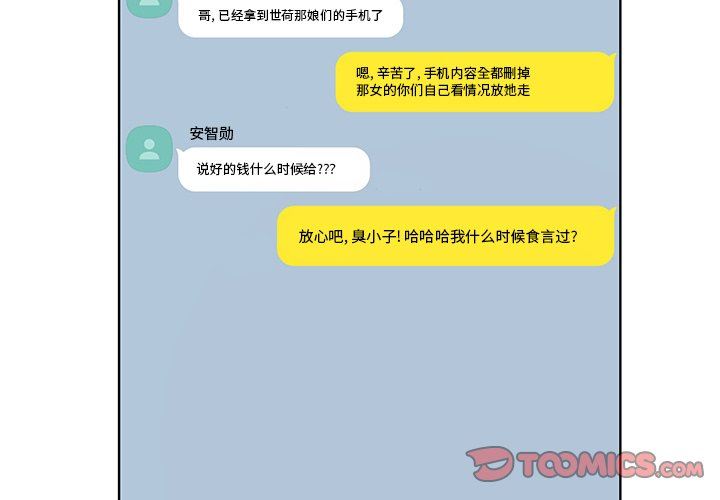 哥, 已经拿到世荷那娘们的手机了
嗯, 辛苦了, 手机内容全都删掉
那女的你们自己看情况放她走
安智勋
说好的钱什么时候给???
放心吧, 臭小子! 哈哈哈我什么时候食言过?
TOOMICS.COM